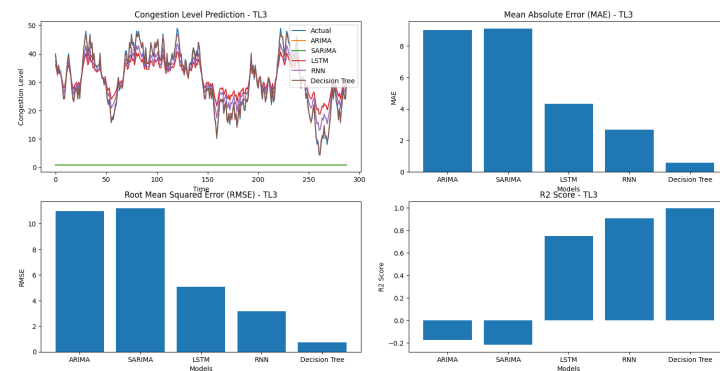 Congestion Level Prediction - TL3
Congestion Level
50
40
30
20
10
0
0
50
100
150
200
250
300
Time
Actual
ARIMA
SARIMA
LSTM
RNN
Decision Tree
Mean Absolute Error (MAE) - TL3
MAE
8
6
4
2
0
ARIMA
SARIMA
LSTM
RNN
Decision Tree
Models
Root Mean Squared Error (RMSE) - TL3
RMSE
10
8
6
4
2
0
ARIMA
SARIMA
LSTM
RNN
Decision Tree
Models
R2 Score - TL3
R2 Score
1.0
0.8
0.6
0.4
0.2
0.0
−0.2
ARIMA
SARIMA
LSTM
RNN
Decision Tree
Models